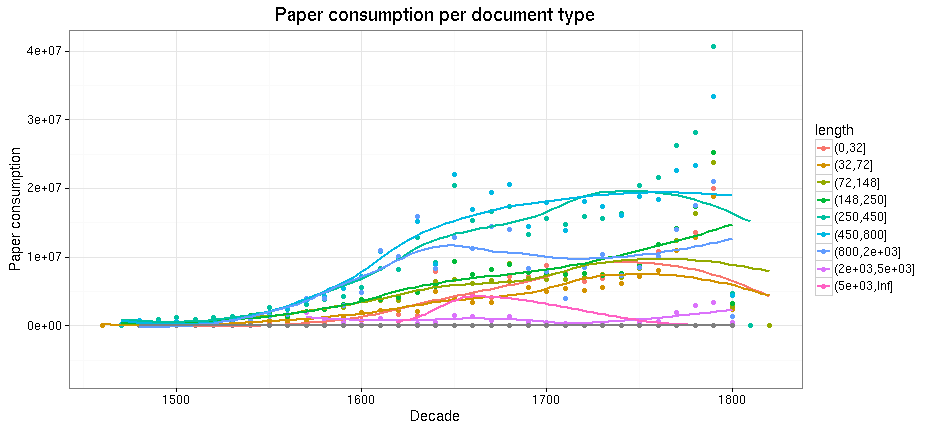 Paper consumption per document type
4e+07
3e+07
2e+07
1e+07
0e+00
Paper consumption
1500
1600
1700
1800
Decade
length
(0,32]
(32,72]
(72,148]
(148,250]
(250,450]
(450,800]
(800,2e+03]
(2e+03,5e+03]
(5e+03,Inf]